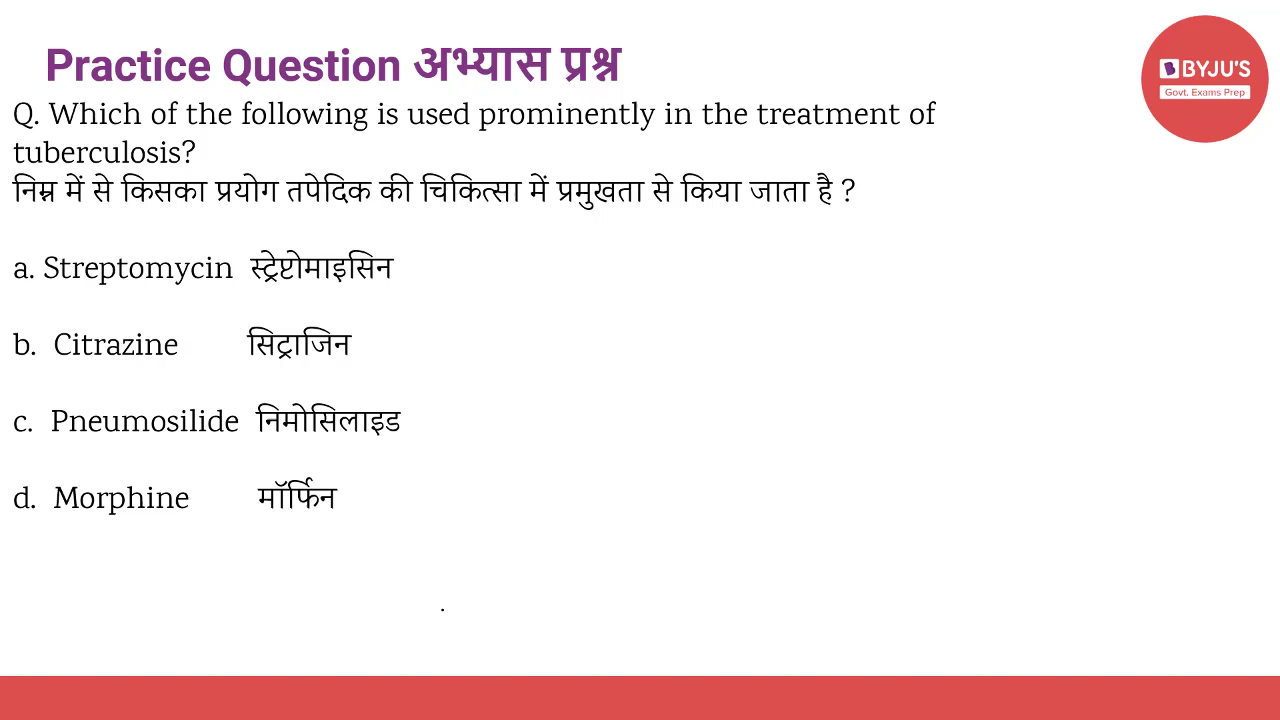 Practice Question अभ्यास प्रश्न
BYJU'S
Govt. Exams Prep
Q. Which of the following is used prominently in the treatment of
tuberculosis?
निम्न में से किसका प्रयोग तपेदिक की चिकित्सा में प्रमुखता से किया जाता है ?
a. Streptomycin स्ट्रेप्टोमाइसिन
b. Citrazine सिट्राजिन
c. Pneumosilide निमोसिलाइड
d. Morphine मॉर्फिन
.